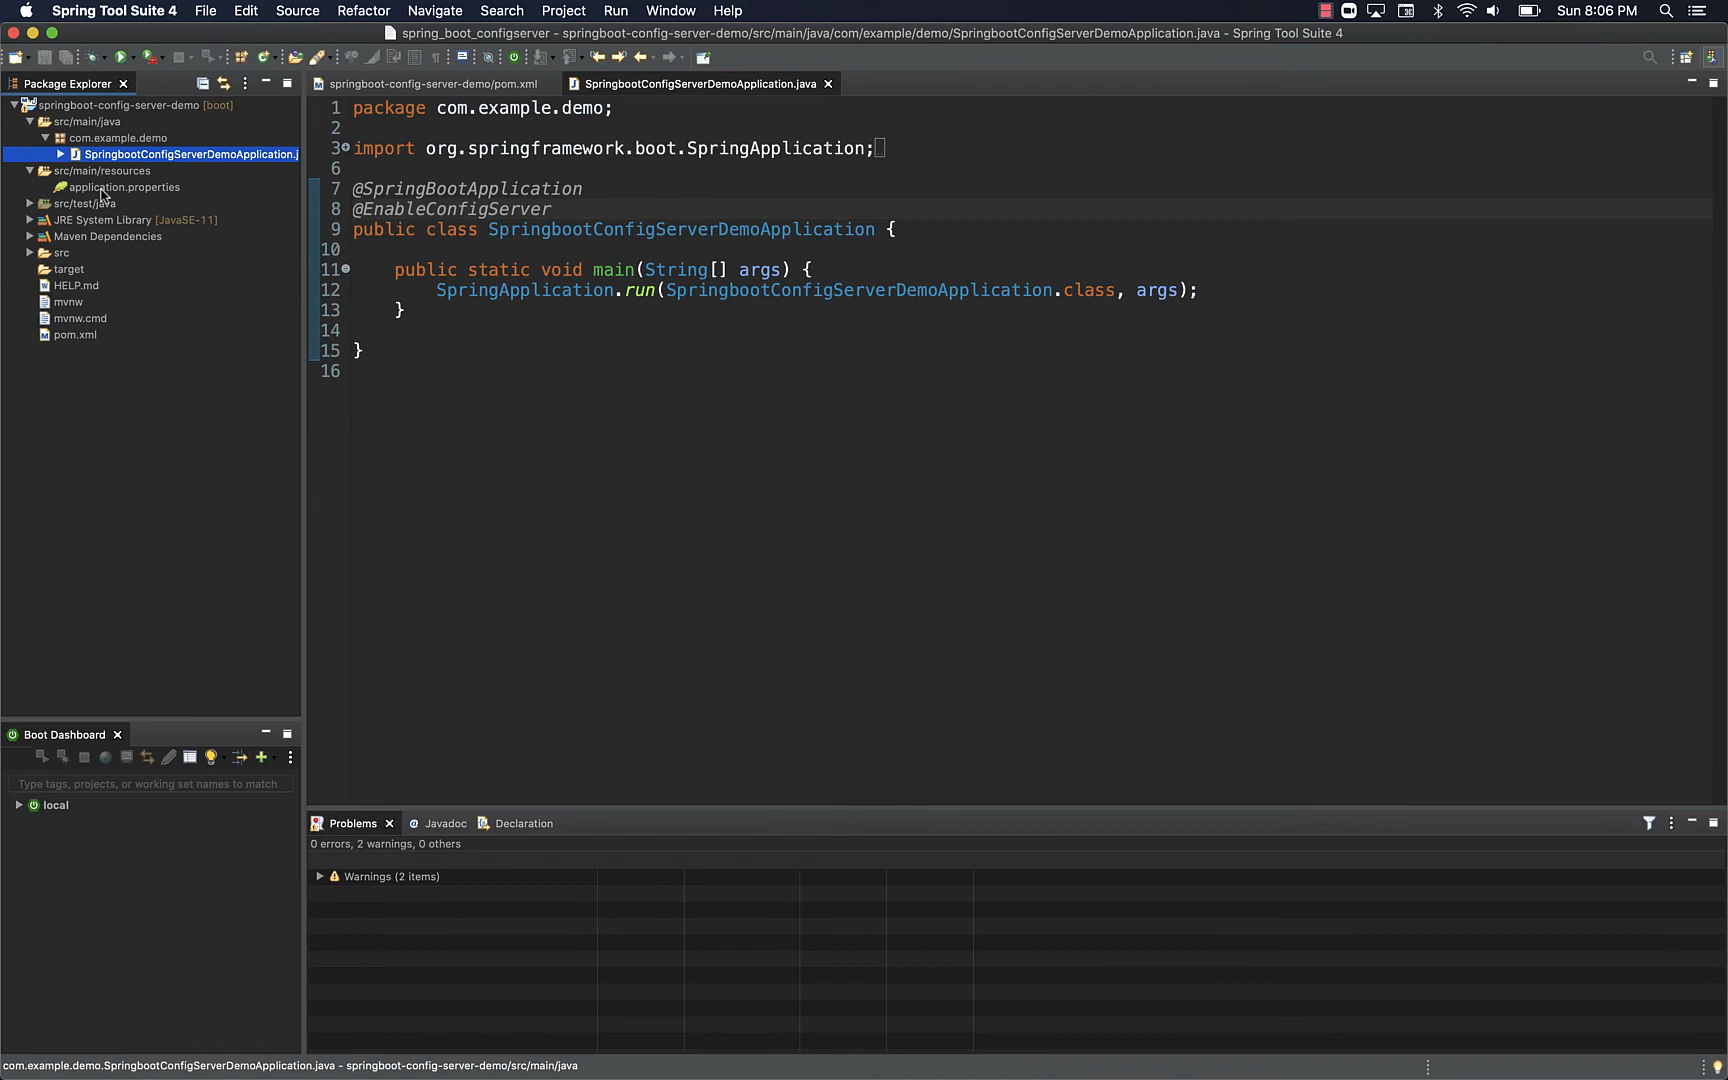 Spring Tool Suite 4 File Edit Source Refactor Navigate Search Project Run Window Help Sun 8:06 PM
spring_boot_configserver - springboot-config-server-demo/src/main/java/com/example/demo/SpringbootConfigServerDemoApplication.java - Spring Tool Suite 4
Package Explorer
springboot-config-server-demo [boot]
src/main/java
com.example.demo
SpringbootConfigServerDemoApplication.j
src/main/resources
application.properties
src/test/java
JRE System Library [JavaSE-11]
Maven Dependencies
src
target
HELP.md
mvnw
mvnw.cmd
pom.xml
springboot-config-server-demo/pom.xml SpringbootConfigServerDemoApplication.java
1 package com.example.demo;
2
3 import org.springframework.boot.SpringApplication;
6
7 @SpringBootApplication
8 @EnableConfigServer
9 public class SpringbootConfigServerDemoApplication {
10
11 public static void main(String[] args) {
12 SpringApplication.run(SpringbootConfigServerDemoApplication.class, args);
13 }
14
15 }
16
Boot Dashboard
Type tags, projects, or working set names to match
local
Problems Javadoc Declaration
0 errors, 2 warnings, 0 others
Warnings (2 items)
com.example.demo.SpringbootConfigServerDemoApplication.java - springboot-config-server-demo/src/main/java